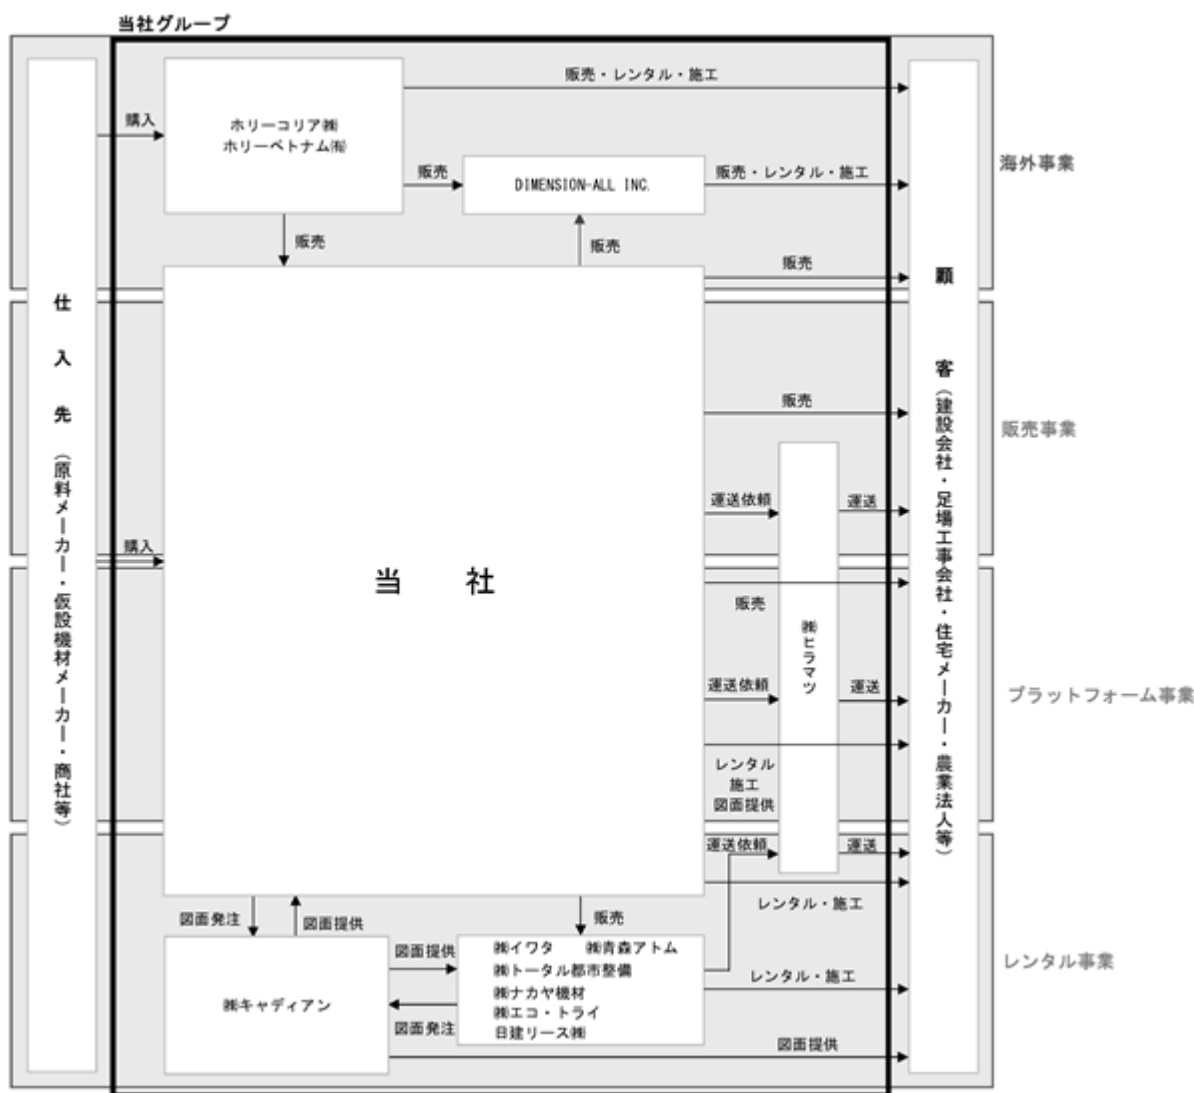 当社グループ
販売・レンタル・施工
購入
ホリーコリア㈱
ホリーベトナム㈲
海外事業
販売
DIMENSION-ALL INC.
販売・レンタル・施工
販売
販売
販売
仕入先(原料メーカー・仮設機材メーカー・商社等)
顧客(建設会社・足場工事会社・住宅メーカー・農業法人等)
販売
販売事業
運送依頼
運送
購入
当社
販売
㈱ヒラマツ
運送依頼
運送
プラットフォーム事業
レンタル
施工
図面提供
運送依頼
運送
レンタル・施工
図面発注
図面提供
販売
図面提供
㈱イワタ ㈱青森アトム
㈱トータル都市整備
㈱ナカヤ機材
㈱エコ・トライ
日建リース㈱
レンタル・施工
レンタル事業
㈱キャディアン
図面発注
図面提供